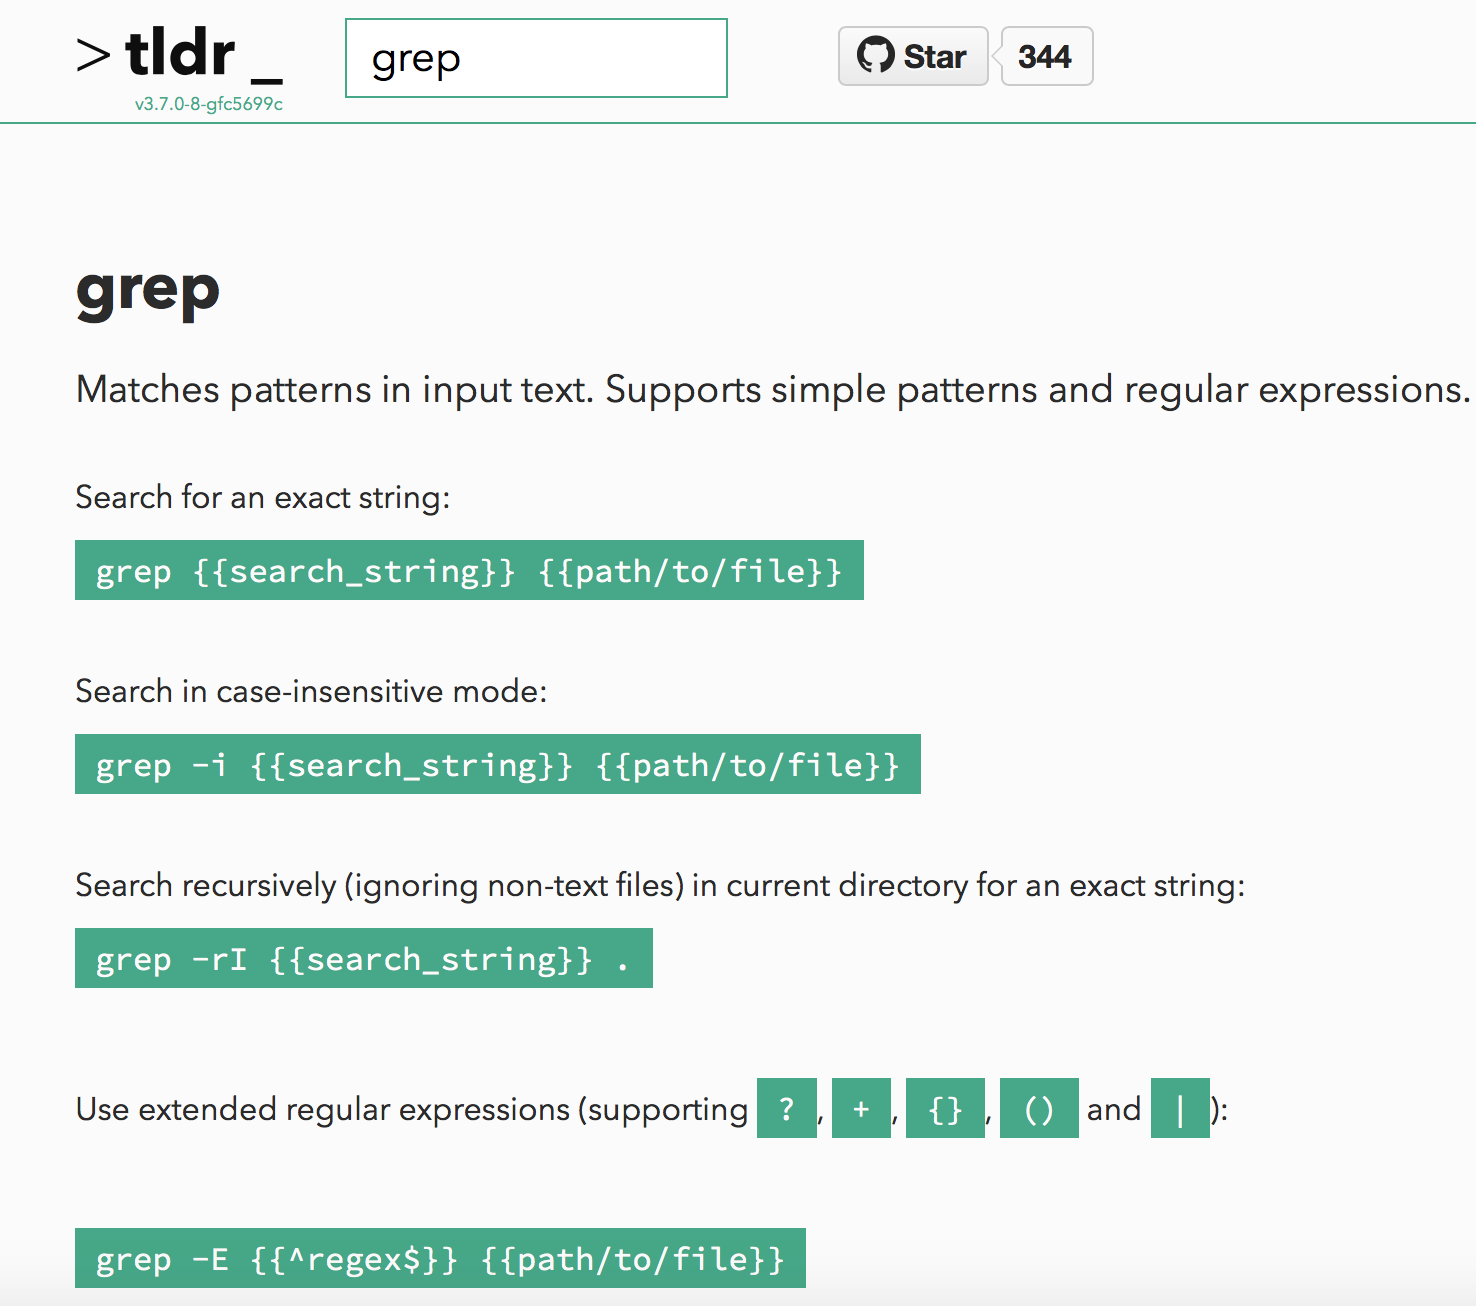 > tldr _
v3.7.0-8-gfc5699c
grep
Star
344
grep
Matches patterns in input text. Supports simple patterns and regular expressions.
Search for an exact string:
grep {{search_string}} {{path/to/file}}
Search in case-insensitive mode:
grep -i {{search_string}} {{path/to/file}}
Search recursively (ignoring non-text files) in current directory for an exact string:
grep -rI {{search_string}} .
Use extended regular expressions (supporting ?, +, {}, () and |):
grep -E {{^regex$}} {{path/to/file}}